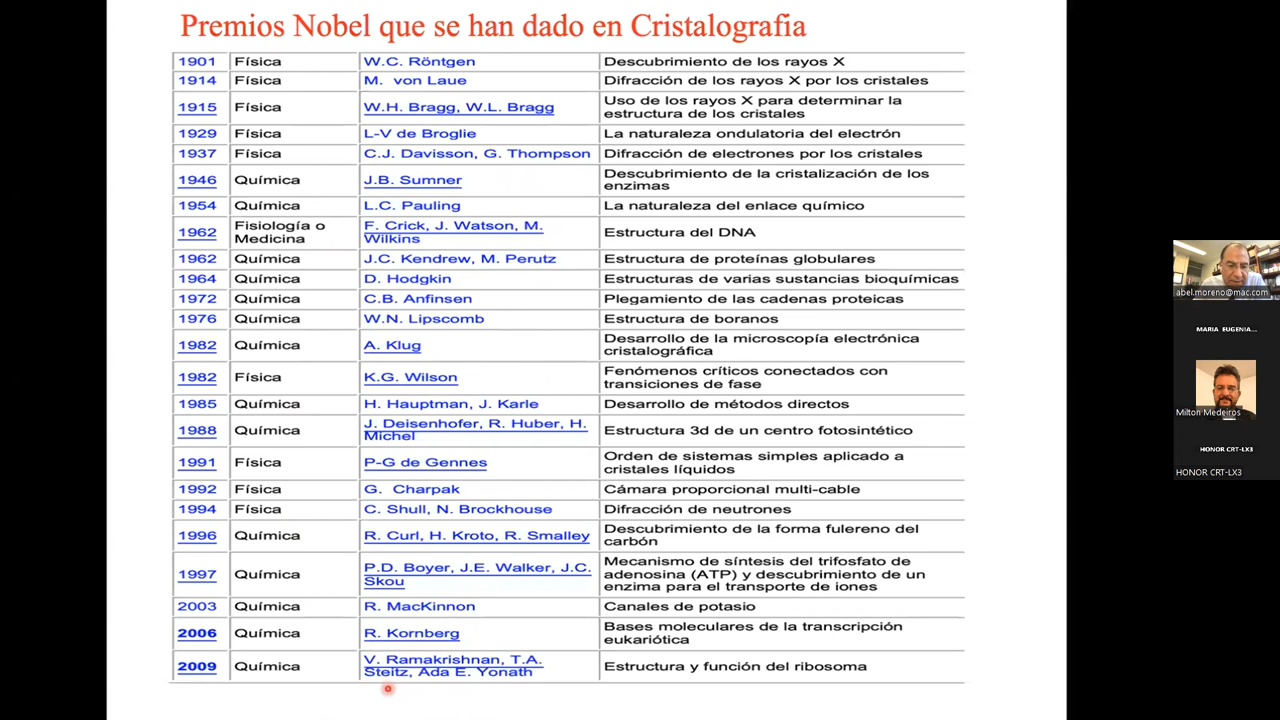 Premios Nobel que se han dado en Cristalografia
1901 Física W.C. Röntgen Descubrimiento de los rayos X
1914 Física M. von Laue Difracción de los rayos X por los cristales
1915 Física W.H. Bragg, W.L. Bragg Uso de los rayos X para determinar la
estructura de los cristales
1929 Física L-V de Broglie La naturaleza ondulatoria del electrón
1937 Física C.J. Davisson, G. Thompson Difracción de electrones por los cristales
1946 Química J.B. Sumner Descubrimiento de la cristalización de los
enzimas
1954 Química L.C. Pauling La naturaleza del enlace químico
1962 Fisiología o
Medicina F. Crick, J. Watson, M.
Wilkins Estructura del DNA
1962 Química J.C. Kendrew, M. Perutz Estructura de proteínas globulares
1964 Química D. Hodgkin Estructuras de varias sustancias bioquímicas
1972 Química C.B. Anfinsen Plegamiento de las cadenas proteicas
1976 Química W.N. Lipscomb Estructura de boranos
1982 Química A. Klug Desarrollo de la microscopía electrónica
cristalográfica
1982 Física K.G. Wilson Fenómenos críticos conectados con
transiciones de fase
1985 Química H. Hauptman, J. Karle Desarrollo de métodos directos
1988 Química J. Deisenhofer, R. Huber, H.
Michel Estructura 3d de un centro fotosintético
1991 Física P-G de Gennes Orden de sistemas simples aplicado a
cristales líquidos
1992 Física G. Charpak Cámara proporcional multi-cable
1994 Física C. Shull, N. Brockhouse Difracción de neutrones
1996 Química R. Curl, H. Kroto, R. Smalley Descubrimiento de la forma fulereno del
carbón
1997 Química P.D. Boyer, J.E. Walker, J.C.
Skou Mecanismo de síntesis del trifosfato de
adenosina (ATP) y descubrimiento de un
enzima para el transporte de iones
2003 Química R. MacKinnon Canales de potasio
2006 Química R. Kornberg Bases moleculares de la transcripción
eukariótica
2009 Química V. Ramakrishnan, T.A.
Steitz, Ada E. Yonath Estructura y función del ribosoma
abel.moreno@mac.com
MARIA EUGENIA...
Milton Medeiros
HONOR CRT-LX3
HONOR CRT-LX3